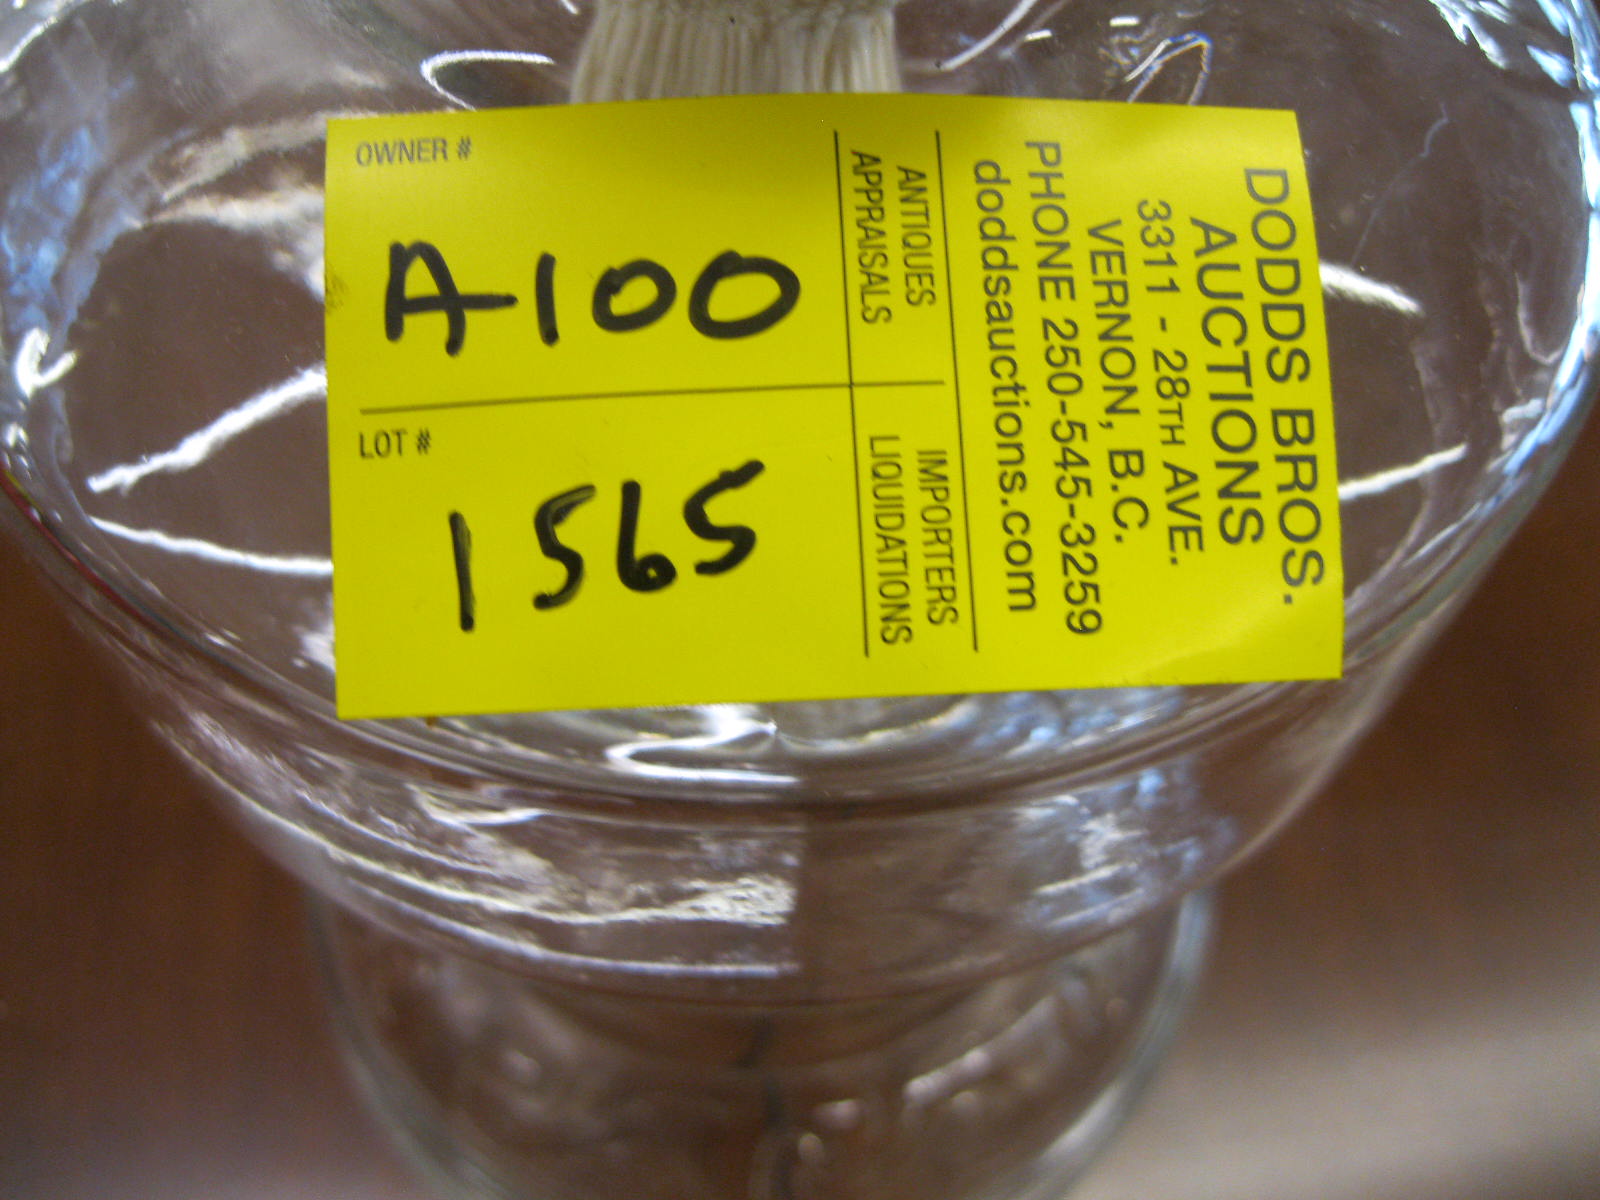 OWNER #
A100
LOT #
1565
ANTIQUES
APPRAISALS
IMPORTERS
LIQUIDATIONS
DODDS BROS.
AUCTIONS
3311 - 28TH AVE.
VERNON, B.C.
PHONE 250-545-3259
doddsauctions.com